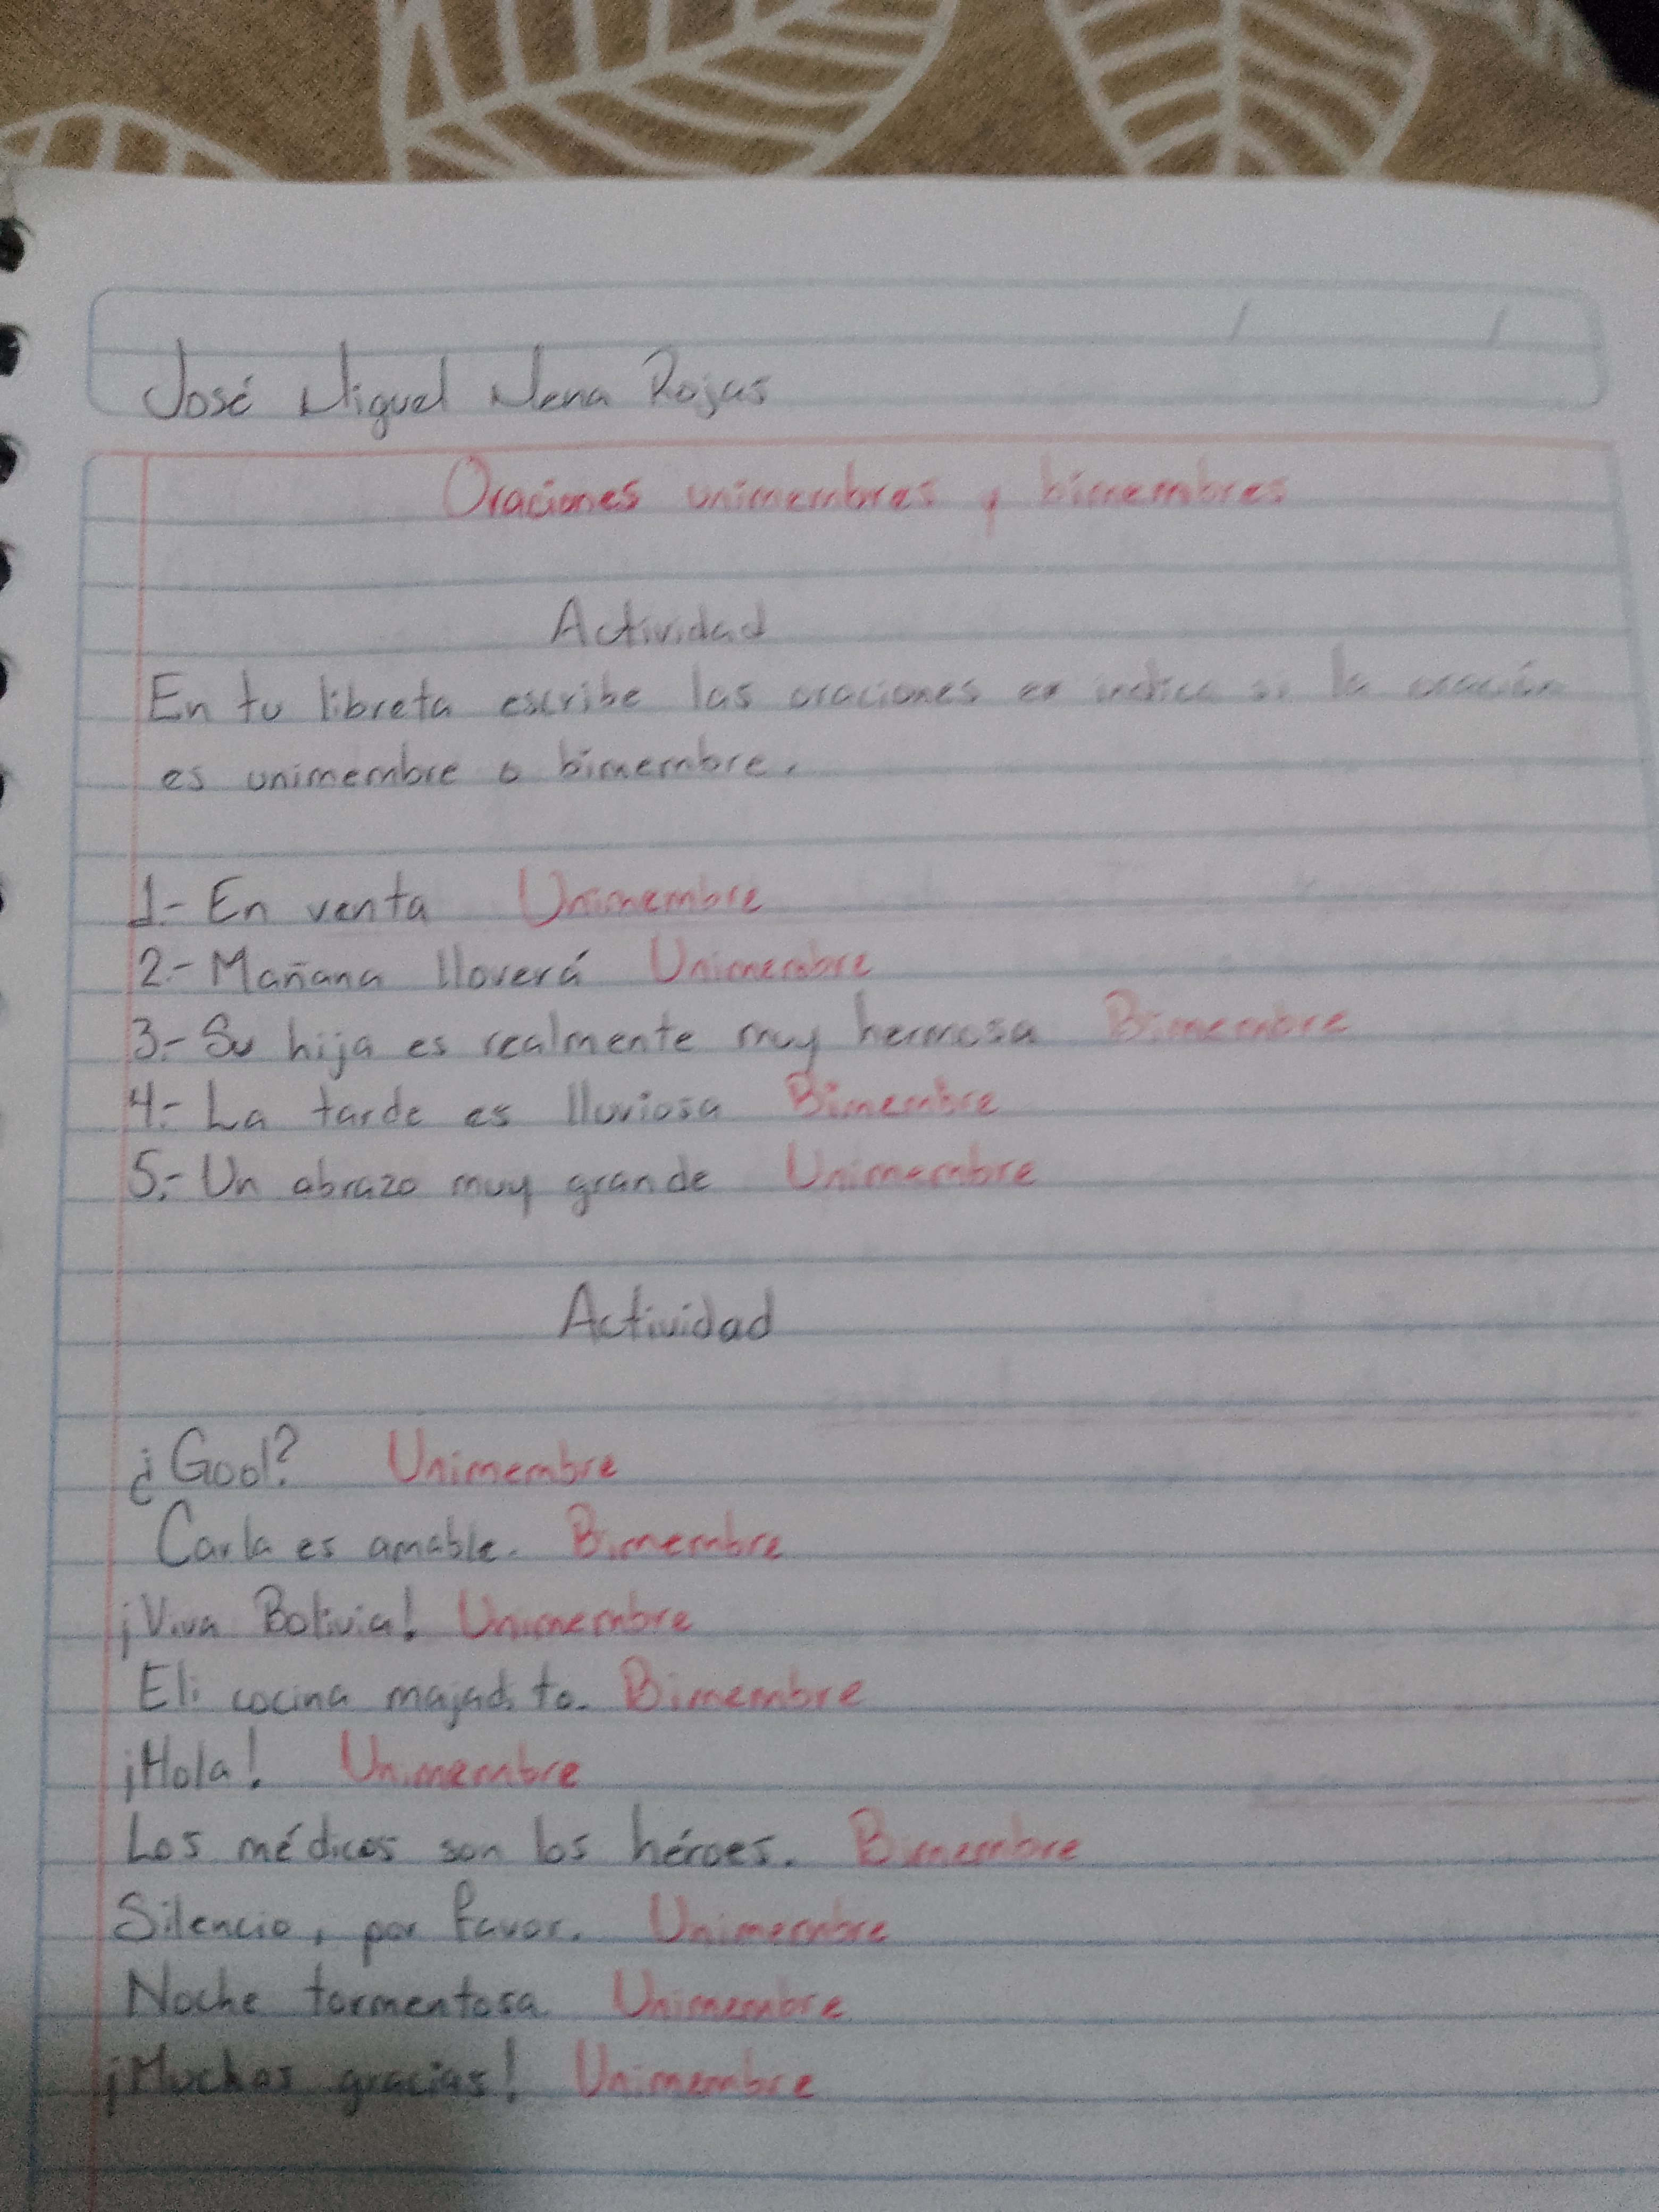 José Miguel Mena Rojas
Oraciones unimembres y bimembres
Actividad
En tu libreta escribe las oraciones e indica si la oración
es unimembre o bimembre.
1.- En venta Unimembre
2.- Mañana lloverá Unimembre
3.- Su hija es realmente muy hermosa Bimembre
4.- La tarde es lluviosa Bimembre
5.- Un abrazo muy grande Unimembre
Actividad
¿Gool? Unimembre
Carla es amable. Bimembre
¡Viva Bolivia! Unimembre
Eli cocina majadito. Bimembre
¡Hola! Unimembre
Los médicos son los héroes. Bimembre
Silencio, por favor. Unimembre
Noche tormentosa. Unimembre
¡Muchas gracias! Unimembre